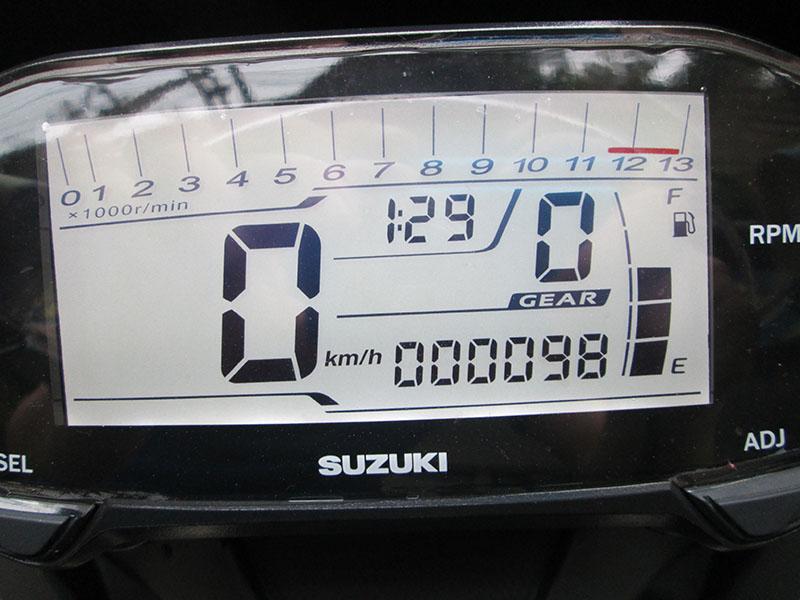 0 1 2 3 4 5 6 7 8 9 10 11 12 13
×1000r/min
F
1:29
0
RPM
GEAR
0 km/h
000098
E
SEL
SUZUKI
ADJ